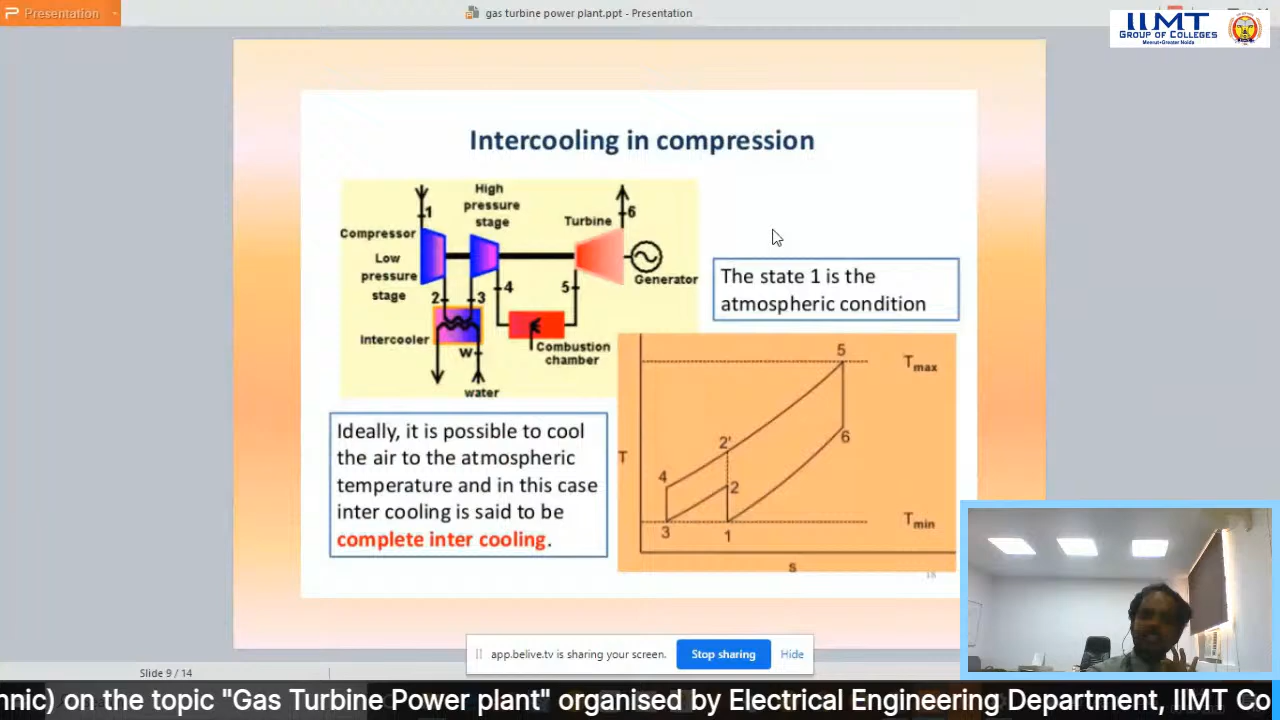 Presentation
gas turbine power plant.ppt - Presentation
IIMT
GROUP OF COLLEGES
Meerut•Greater Noida
Intercooling in compression
High
pressure
stage
1
6
Turbine
Compressor
Low
pressure
stage
Generator
2
3
4
5
Intercooler
W
Combustion
chamber
water
The state 1 is the
atmospheric condition
Ideally, it is possible to cool
the air to the atmospheric
temperature and in this case
inter cooling is said to be
complete inter cooling.
5
Tmax
2'
6
T
4
2
3
1
Tmin
s
18
app.belive.tv is sharing your screen.
Stop sharing
Hide
Slide 9 / 14
hnic) on the topic "Gas Turbine Power plant" organised by Electrical Engineering Department, IIMT Co